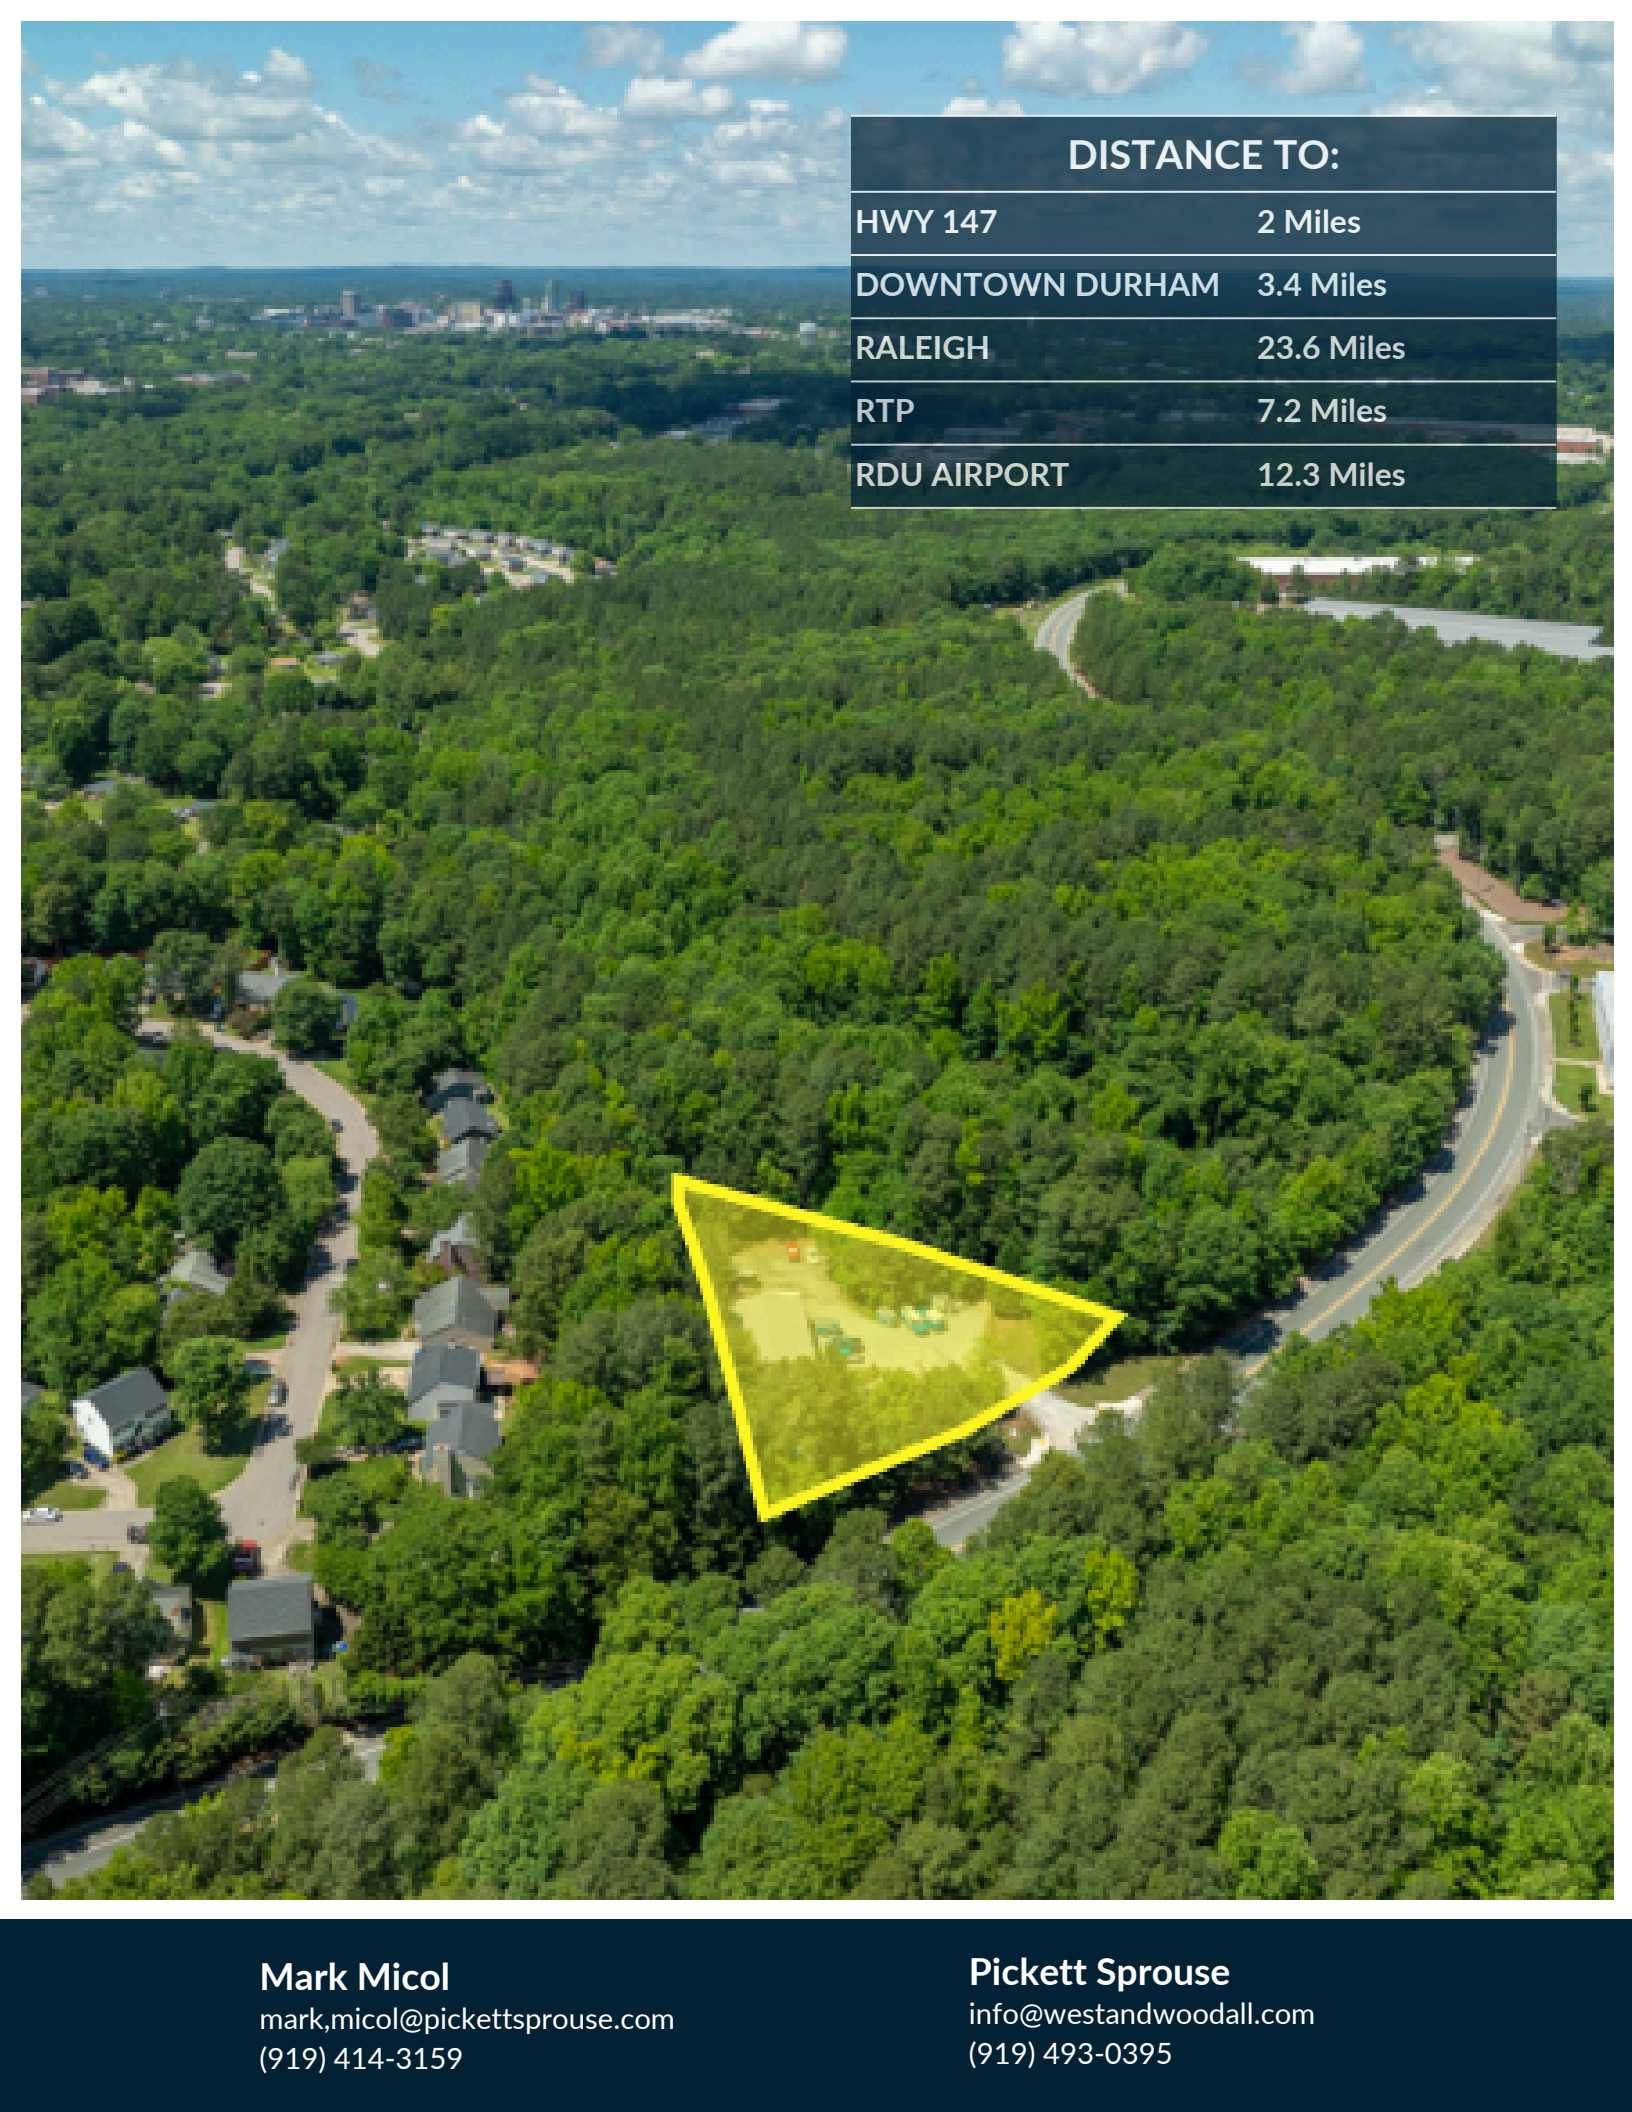 DISTANCE TO:
HWY 147 2 Miles
DOWNTOWN DURHAM 3.4 Miles
RALEIGH 23.6 Miles
RTP 7.2 Miles
RDU AIRPORT 12.3 Miles
Mark Micol
mark,micol@pickettsprouse.com
(919) 414-3159
Pickett Sprouse
info@westandwoodall.com
(919) 493-0395